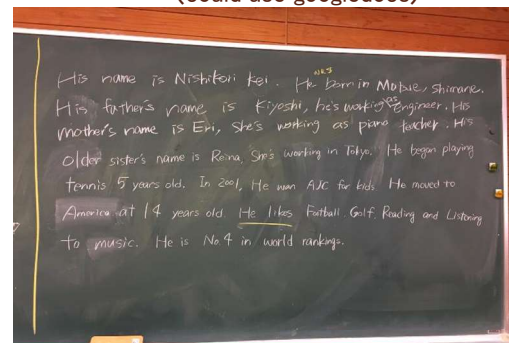 (could use googledocs)
His name is Nishikori Kei. He was born in Matsue, Shimane.
His father's name is Kiyoshi, he's working as engineer. His
mother's name is Eri, She's working as piano teacher. His
older sister's name is Reina, She's working in Tokyo. He began playing
tennis 5 years old. In 2001, He won AJC for kids He moved to
America at 14 years old. He likes Football. Golf. Reading and Listening
to music. He is No.4 in world rankings.